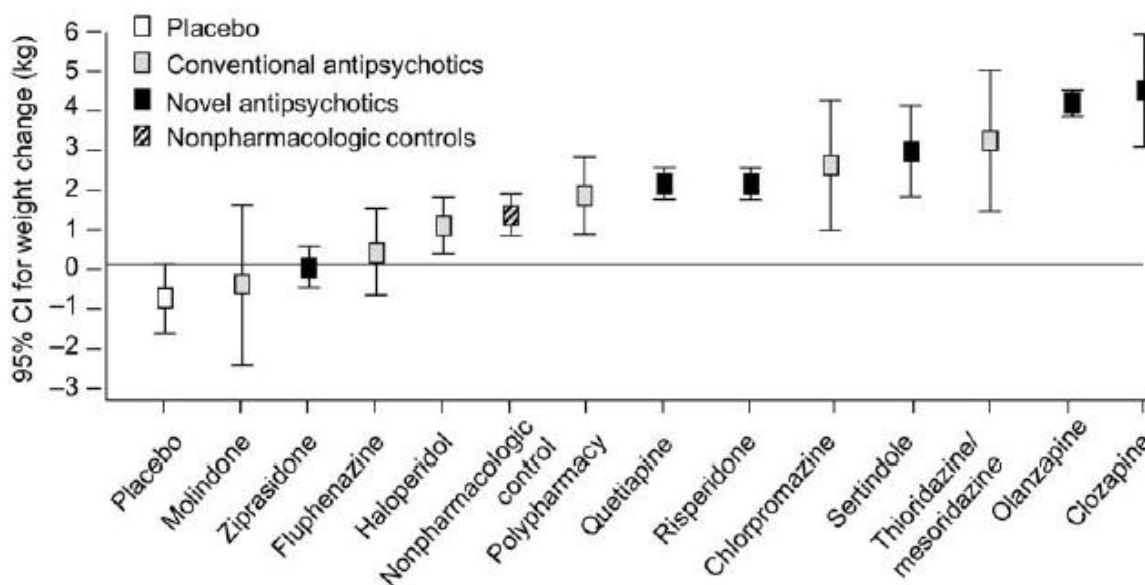 95% CI for weight change (kg)
6
5
4
3
2
1
0
–1
–2
–3
Placebo
Conventional antipsychotics
Novel antipsychotics
Nonpharmacologic controls
Placebo
Molindone
Ziprasidone
Fluphenazine
Haloperidol
Nonpharmacologic
control
Polypharmacy
Quetiapine
Risperidone
Chlorpromazine
Sertindole
Thioridazine/
mesoridazine
Olanzapine
Clozapine